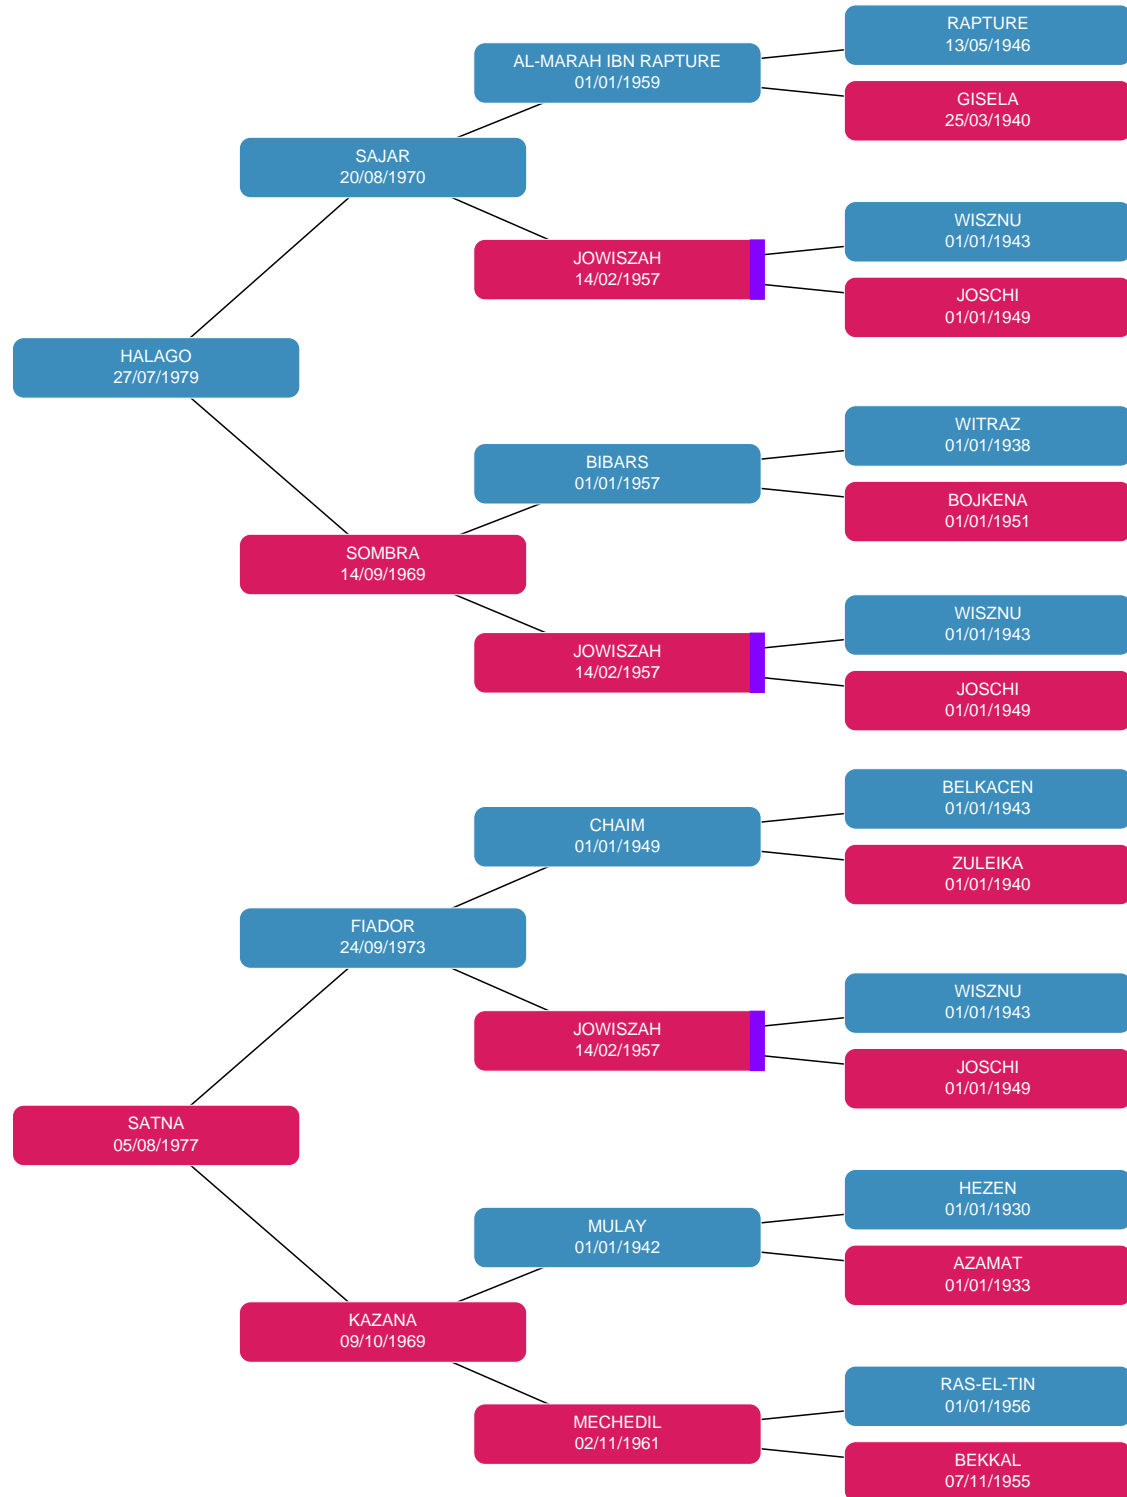 RAPTURE
13/05/1946
AL-MARAH IBN RAPTURE
01/01/1959
GISELA
25/03/1940
SAJAR
20/08/1970
WISZNU
01/01/1943
JOWISZAH
14/02/1957
JOSCHI
01/01/1949
HALAGO
27/07/1979
WITRAZ
01/01/1938
BIBARS
01/01/1957
BOJKENA
01/01/1951
SOMBRA
14/09/1969
WISZNU
01/01/1943
JOWISZAH
14/02/1957
JOSCHI
01/01/1949
BELKACEN
01/01/1943
CHAIM
01/01/1949
ZULEIKA
01/01/1940
FIADOR
24/09/1973
WISZNU
01/01/1943
JOWISZAH
14/02/1957
JOSCHI
01/01/1949
SATNA
05/08/1977
HEZEN
01/01/1930
MULAY
01/01/1942
AZAMAT
01/01/1933
KAZANA
09/10/1969
RAS-EL-TIN
01/01/1956
MECHEDIL
02/11/1961
BEKKAL
07/11/1955